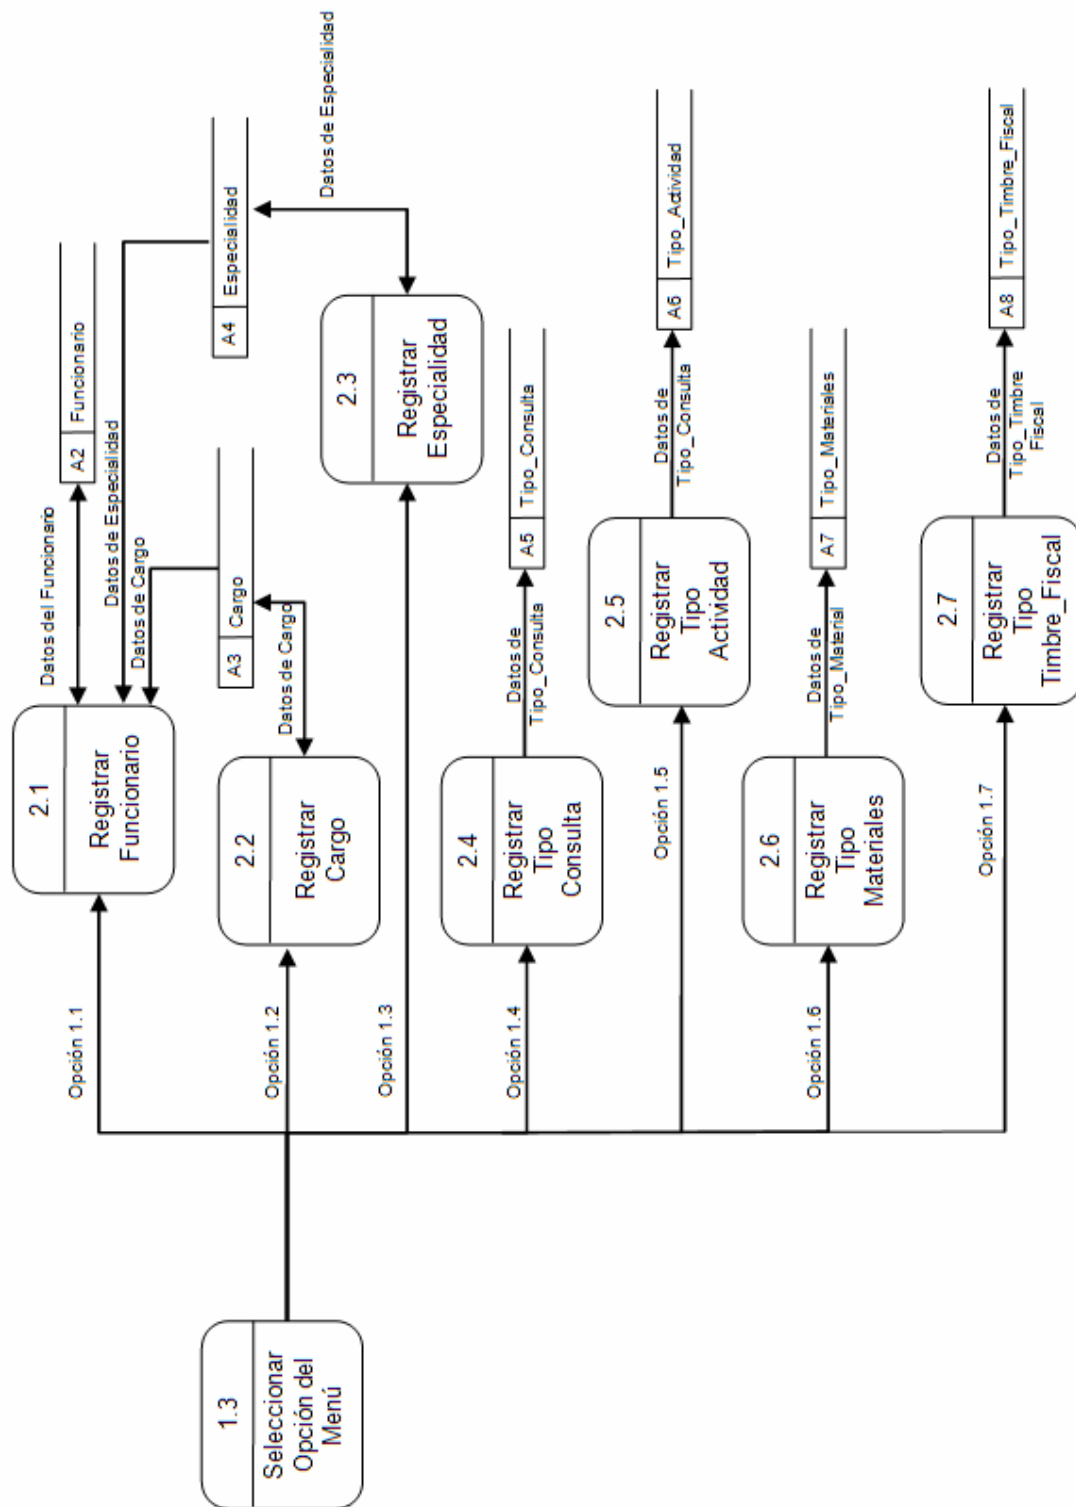 1.3
Seleccionar
Opción del
Menú
Opción 1.1
2.1
Registrar
Funcionario
Datos del Funcionario
A2
Funcionario
Datos de Especialidad
Datos de Cargo
Opción 1.2
2.2
Registrar
Cargo
Datos de Cargo
A3
Cargo
A4
Especialidad
Datos de Especialidad
Opción 1.3
2.3
Registrar
Especialidad
Opción 1.4
2.4
Registrar
Tipo
Consulta
Datos de
Tipo_Consulta
A5
Tipo_Consulta
Opción 1.5
2.5
Registrar
Tipo
Actividad
Datos de
Tipo_Consulta
A6
Tipo_Actividad
Opción 1.6
2.6
Registrar
Tipo
Materiales
Datos de
Tipo_Material
A7
Tipo_Materiales
Opción 1.7
2.7
Registrar
Tipo
Timbre_Fiscal
Datos de
Tipo_Timbre
Fiscal
A8
Tipo_Timbre_Fiscal